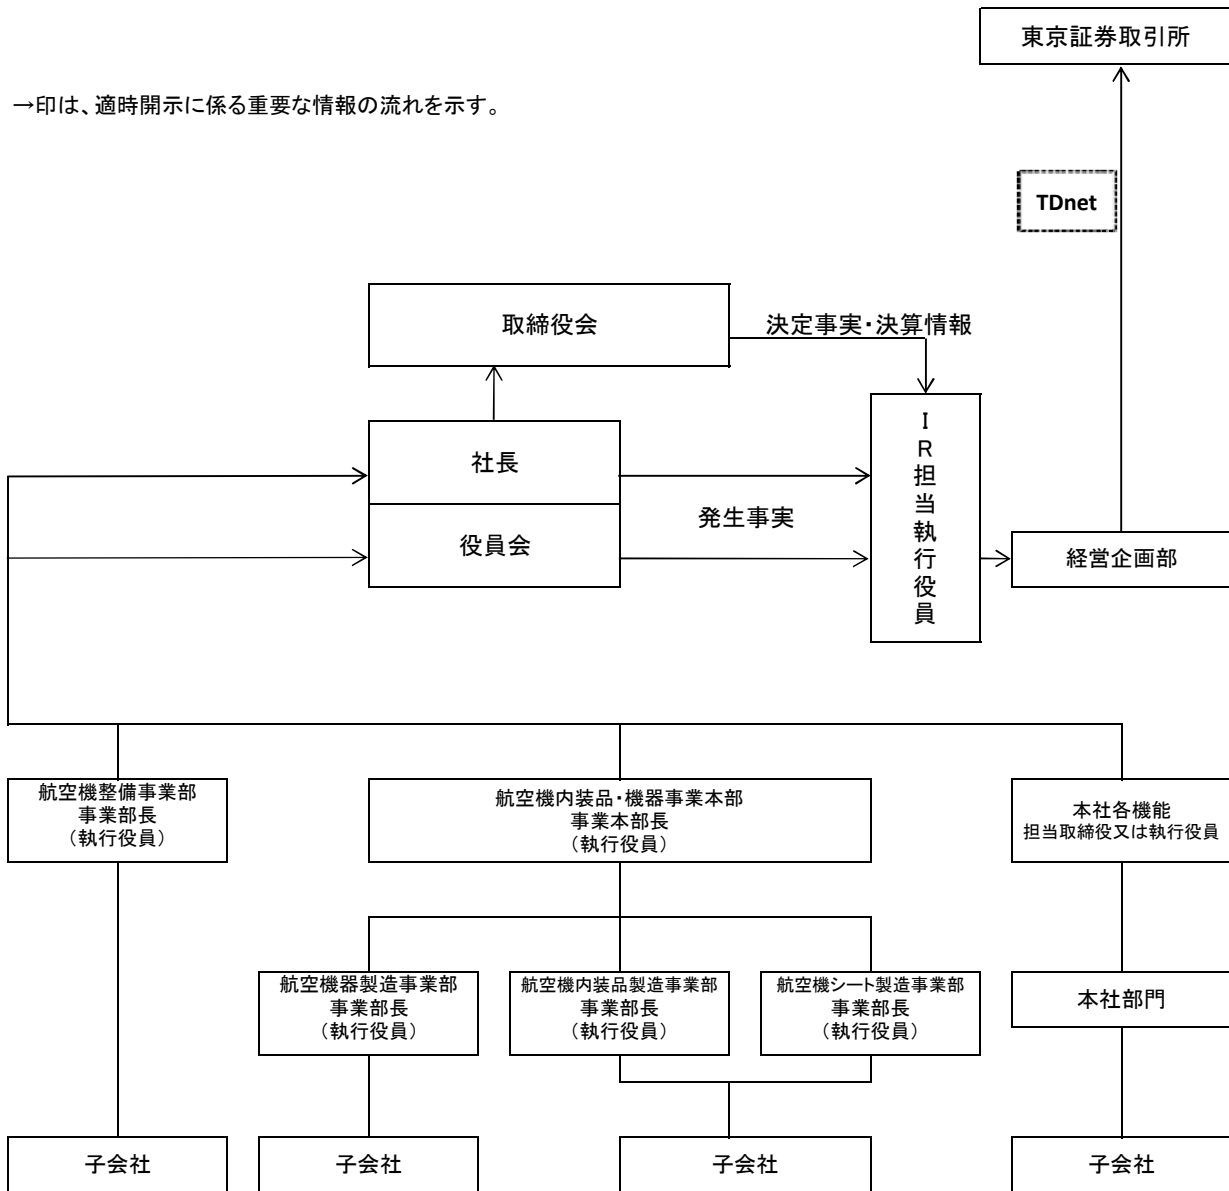 東京証券取引所
→印は、適時開示に係る重要な情報の流れを示す。
TDnet
取締役会
決定事実・決算情報
社長
役員会
発生事実
IR担当執行役員
経営企画部
航空機整備事業部
事業部長
（執行役員）
航空機内装品・機器事業本部
事業本部長
（執行役員）
本社各機能
担当取締役又は執行役員
航空機器製造事業部
事業部長
（執行役員）
航空機内装品製造事業部
事業部長
（執行役員）
航空機シート製造事業部
事業部長
（執行役員）
本社部門
子会社
子会社
子会社
子会社